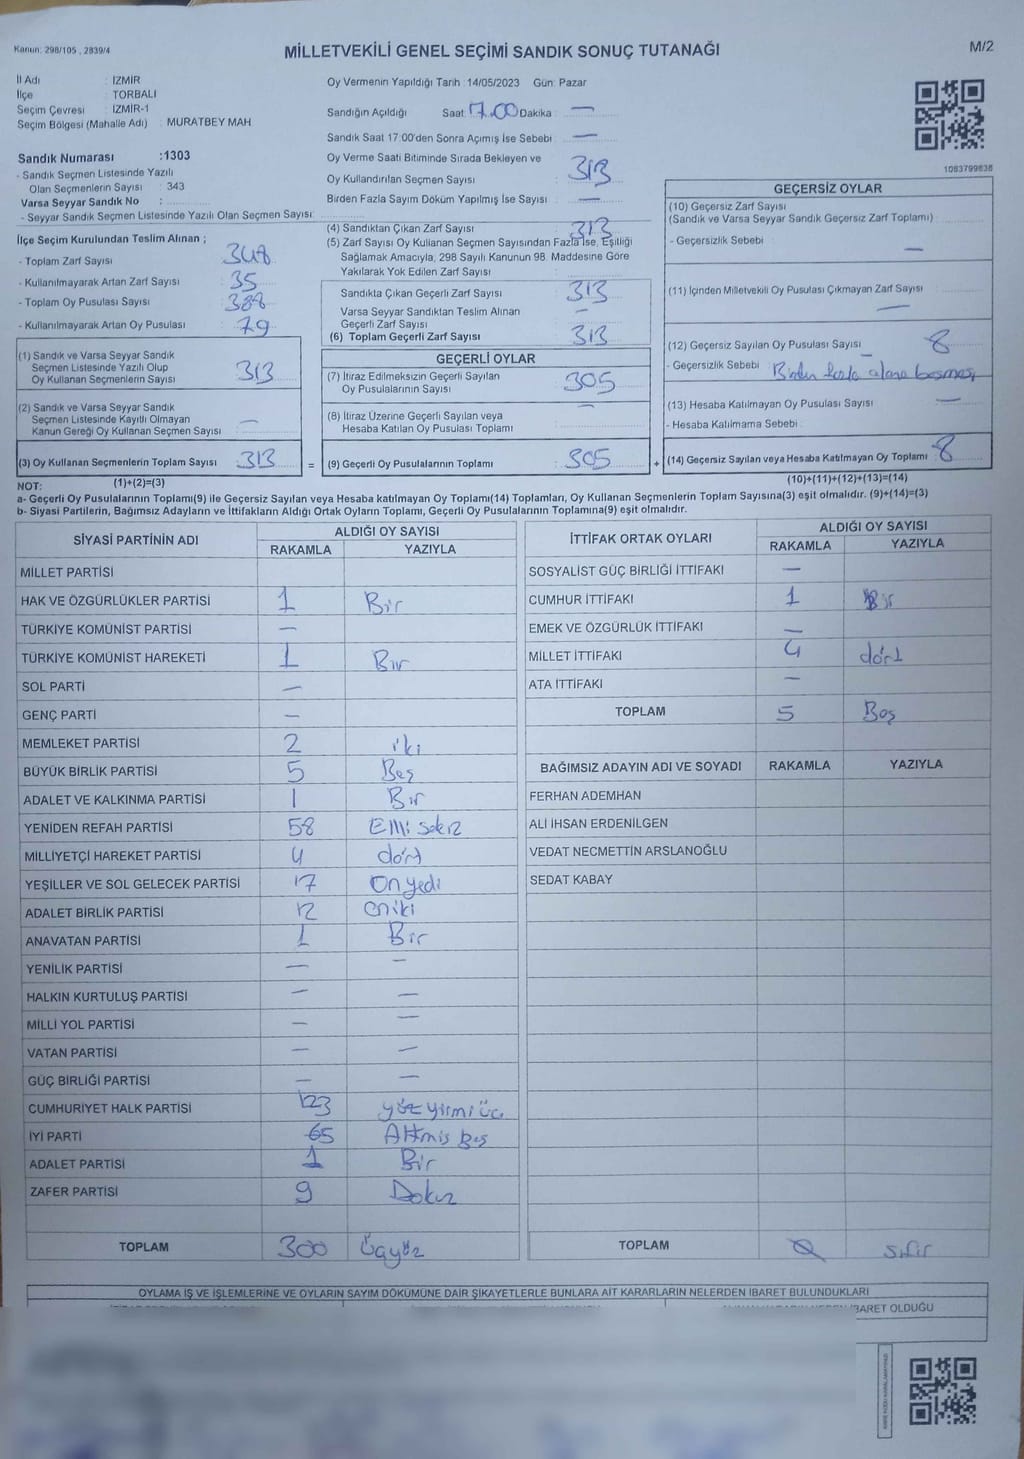 Kanun: 298/105 , 2839/4
MİLLETVEKİLİ GENEL SEÇİMİ SANDIK SONUÇ TUTANAĞI
M/2
İl Adı : İZMİR
İlçe : TORBALI
Seçim Çevresi : İZMİR-1
Seçim Bölgesi (Mahalle Adı) : MURATBEY MAH
Oy Vermenin Yapıldığı Tarih :14/05/2023 Gün: Pazar
Sandığın Açıldığı Saat: 17.00 Dakika : —
Sandık Saat 17:00'den Sonra Açımış İse Sebebi : —
Sandık Numarası :1303
- Sandık Seçmen Listesinde Yazılı
Olan Seçmenlerin Sayısı : 343
Varsa Seyyar Sandık No :
- Seyyar Sandık Seçmen Listesinde Yazılı Olan Seçmen Sayısı:
Oy Verme Saati Bitiminde Sırada Bekleyen ve
Oy Kullandırılan Seçmen Sayısı : 313
Birden Fazla Sayım Döküm Yapılmış İse Sayısı : —
1083799838
İlçe Seçim Kurulundan Teslim Alınan ;
- Toplam Zarf Sayısı : 348
- Kullanılmayarak Artan Zarf Sayısı : 35
- Toplam Oy Pusulası Sayısı : 388
- Kullanılmayarak Artan Oy Pusulası : 79
(4) Sandıktan Çıkan Zarf Sayısı : 313
(5) Zarf Sayısı Oy Kullanan Seçmen Sayısından Fazla İse, Eşitliği
Sağlamak Amacıyla, 298 Sayılı Kanunun 98. Maddesine Göre
Yakılarak Yok Edilen Zarf Sayısı :
Sandıkta Çıkan Geçerli Zarf Sayısı : 313
Varsa Seyyar Sandıktan Teslim Alınan
Geçerli Zarf Sayısı : —
(6) Toplam Geçerli Zarf Sayısı : 313
GEÇERSİZ OYLAR
(10) Geçersiz Zarf Sayısı
(Sandık ve Varsa Seyyar Sandık Geçersiz Zarf Toplamı) :
- Geçersizlik Sebebi : —
(11) İçinden Milletvekili Oy Pusulası Çıkmayan Zarf Sayısı : —
(12) Geçersiz Sayılan Oy Pusulası Sayısı : 8
- Geçersizlik Sebebi : Birden fazla alana basması
(13) Hesaba Katılmayan Oy Pusulası Sayısı : —
- Hesaba Katılmama Sebebi :
(14) Geçersiz Sayılan veya Hesaba Katılmayan Oy Toplamı : 8
(10)+(11)+(12)+(13)=(14)
(1) Sandık ve Varsa Seyyar Sandık
Seçmen Listesinde Yazılı Olup
Oy Kullanan Seçmenlerin Sayısı : 313
(2) Sandık ve Varsa Seyyar Sandık
Seçmen Listesinde Kayıtlı Olmayan
Kanun Gereği Oy Kullanan Seçmen Sayısı : —
(3) Oy Kullanan Seçmenlerin Toplam Sayısı : 313 =
(1)+(2)=(3)
GEÇERLİ OYLAR
(7) İtiraz Edilmeksizin Geçerli Sayılan
Oy Pusulalarının Sayısı : 305
(8) İtiraz Üzerine Geçerli Sayılan veya
Hesaba Katılan Oy Pusulası Toplamı : —
(9) Geçerli Oy Pusulalarının Toplamı : 305 +
NOT:
a- Geçerli Oy Pusulalarının Toplamı(9) ile Geçersiz Sayılan veya Hesaba katılmayan Oy Toplamı(14) Toplamları, Oy Kullanan Seçmenlerin Toplam Sayısına(3) eşit olmalıdır. (9)+(14)=(3)
b- Siyasi Partilerin, Bağımsız Adayların ve İttifakların Aldığı Ortak Oyların Toplamı, Geçerli Oy Pusulalarının Toplamına(9) eşit olmalıdır.
SİYASİ PARTİNİN ADI ALDIĞI OY SAYISI
RAKAMLA YAZIYLA
MİLLET PARTİSİ
HAK VE ÖZGÜRLÜKLER PARTİSİ 1 Bir
TÜRKİYE KOMÜNİST PARTİSİ —
TÜRKİYE KOMÜNİST HAREKETİ 1 Bir
SOL PARTİ —
GENÇ PARTİ —
MEMLEKET PARTİSİ 2 iki
BÜYÜK BİRLİK PARTİSİ 5 Beş
ADALET VE KALKINMA PARTİSİ 1 Bir
YENİDEN REFAH PARTİSİ 58 Elli sekiz
MİLLİYETÇİ HAREKET PARTİSİ 4 dört
YEŞİLLER VE SOL GELECEK PARTİSİ 17 On yedi
ADALET BİRLİK PARTİSİ 12 oniki
ANAVATAN PARTİSİ 1 Bir
YENİLİK PARTİSİ — —
HALKIN KURTULUŞ PARTİSİ — —
MİLLİ YOL PARTİSİ — —
VATAN PARTİSİ — —
GÜÇ BİRLİĞİ PARTİSİ — —
CUMHURİYET HALK PARTİSİ 123 yüz yirmi üç
İYİ PARTİ 65 Altmış beş
ADALET PARTİSİ 1 Bir
ZAFER PARTİSİ 9 Dokuz
TOPLAM 300 Üçyüz
İTTİFAK ORTAK OYLARI ALDIĞI OY SAYISI
RAKAMLA YAZIYLA
SOSYALİST GÜÇ BİRLİĞİ İTTİFAKI —
CUMHUR İTTİFAKI 1 Bir
EMEK VE ÖZGÜRLÜK İTTİFAKI —
MİLLET İTTİFAKI 4 dört
ATA İTTİFAKI —
TOPLAM 5 Beş
BAĞIMSIZ ADAYIN ADI VE SOYADI RAKAMLA YAZIYLA
FERHAN ADEMHAN
ALİ İHSAN ERDENİLGEN
VEDAT NECMETTİN ARSLANOĞLU
SEDAT KABAY
TOPLAM 0 sıfır
OYLAMA İŞ VE İŞLEMLERİNE VE OYLARIN SAYIM DÖKÜMÜNE DAİR ŞİKAYETLERLE BUNLARA AİT KARARLARIN NELERDEN İBARET BULUNDUKLARI
İBARET OLDUĞU